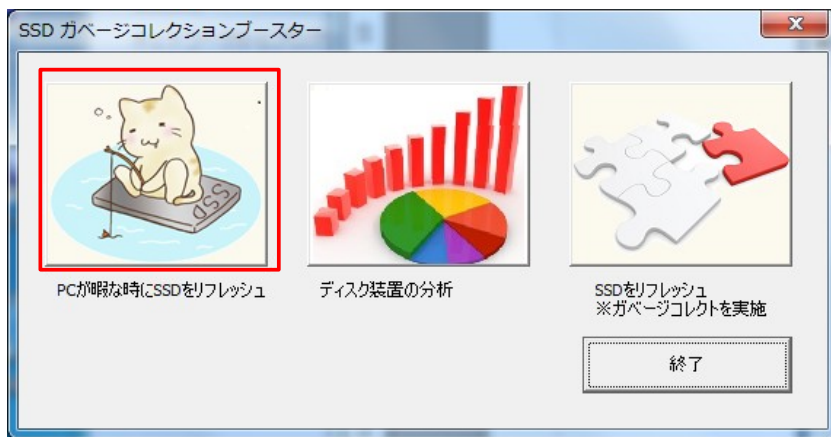 SSD ガベージコレクションブースター
SSD
PCが暇な時にSSDをリフレッシュ
ディスク装置の分析
SSDをリフレッシュ
※ガベージコレクトを実施
終了